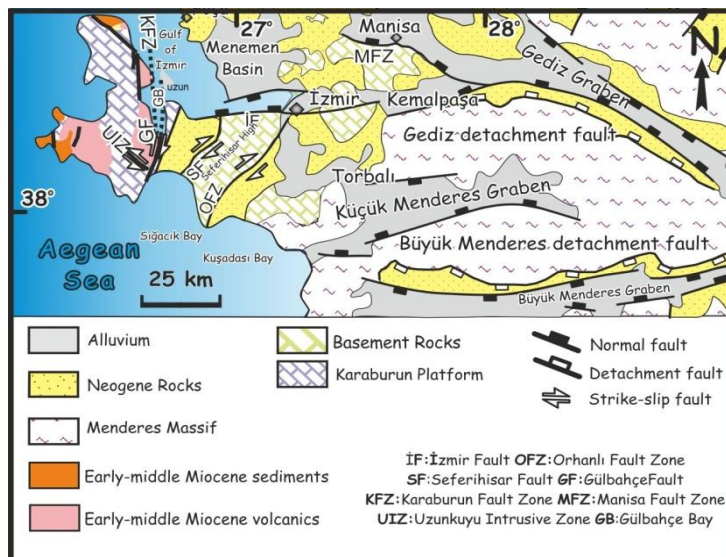 27°
28°
KFZ
Gulf
of
İzmir
uzun
Menemen
Basin
Manisa
MFZ
Gediz Graben
N
GB
GF
UIZ
İF
İzmir
Kemalpaşa
SF
Seferihisar High
OFZ
Gediz detachment fault
38°
Torbalı
Küçük Menderes Graben
Sığacık Bay
Aegean
Sea
Kuşadası Bay
Büyük Menderes detachment fault
25 km
Büyük Menderes Graben
Alluvium
Neogene Rocks
Menderes Massif
Early-middle Miocene sediments
Early-middle Miocene volcanics
Basement Rocks
Karaburun Platform
Normal fault
Detachment fault
Strike-slip fault
İF:İzmir Fault OFZ:Orhanlı Fault Zone
SF:Seferihisar Fault GF:GülbahçeFault
KFZ:Karaburun Fault Zone MFZ:Manisa Fault Zone
UIZ:Uzunkuyu Intrusive Zone GB:Gülbahçe Bay